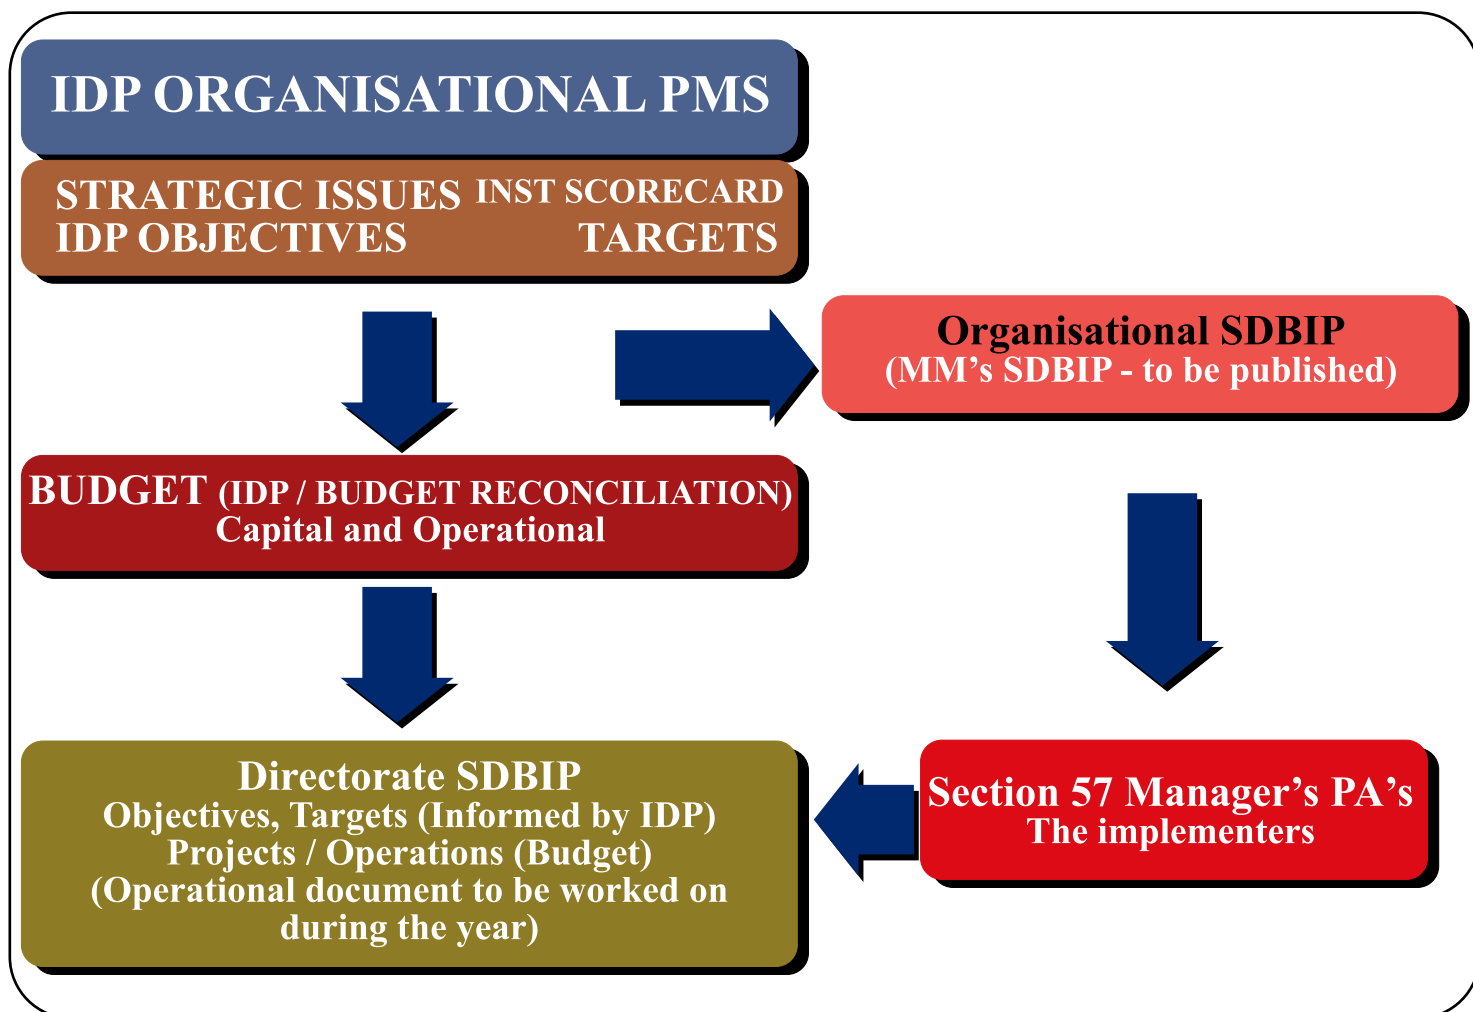 IDP ORGANISATIONAL PMS
STRATEGIC ISSUES INST SCORECARD
IDP OBJECTIVES TARGETS
Organisational SDBIP
(MM’s SDBIP - to be published)
BUDGET (IDP / BUDGET RECONCILIATION)
Capital and Operational
Directorate SDBIP
Objectives, Targets (Informed by IDP)
Projects / Operations (Budget)
(Operational document to be worked on
during the year)
Section 57 Manager’s PA’s
The implementers